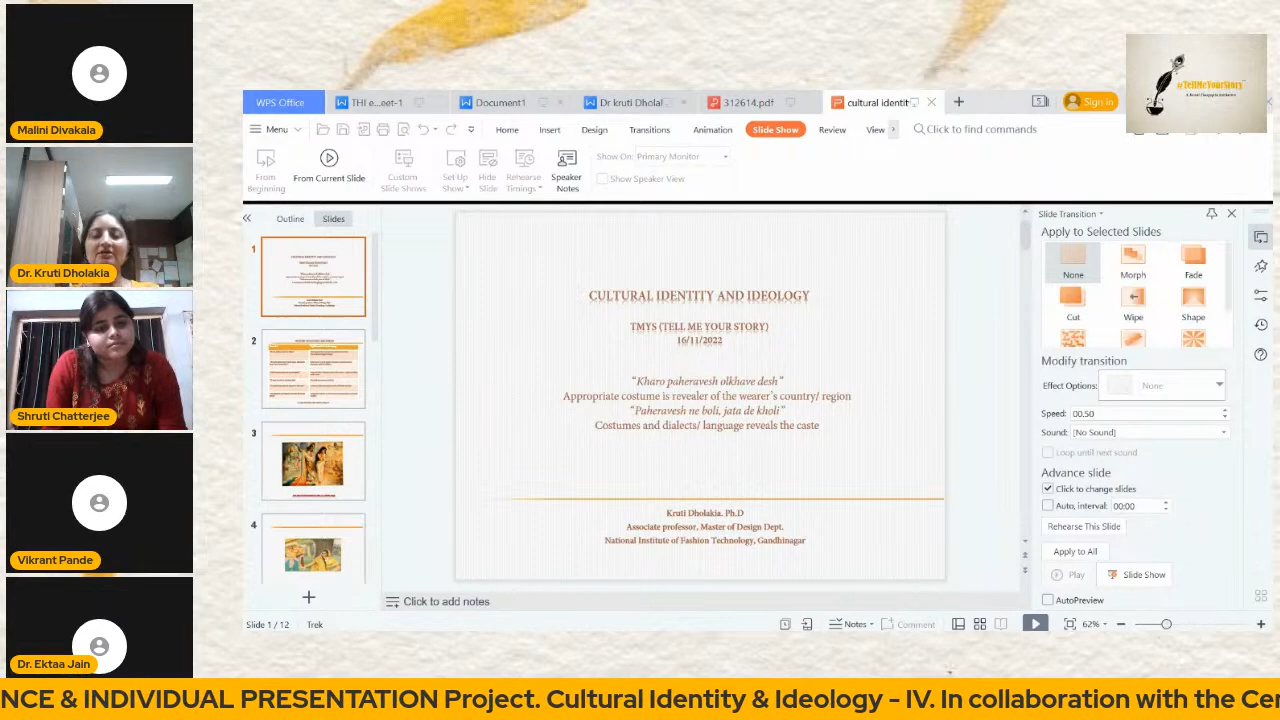 Malini Divakala
Dr. Kruti Dholakia
Shruti Chatterjee
Vikrant Pande
Dr. Ektaa Jain
#TellMeYourStory
WPS Office
THI e...eet-1
Document1
Dr kruti Dholal
312614.pdf
cultural identit
Sign in
Menu
Home
Insert
Design
Transitions
Animation
Slide Show
Review
View
Click to find commands
From Beginning
From Current Slide
Custom Slide Shows
Set Up Show
Hide Slide
Rehearse Timings
Speaker Notes
Show On: Primary Monitor
Show Speaker View
Outline
Slides
1
2
3
4
CULTURAL IDENTITY AND IDEOLOGY
TMYS (TELL ME YOUR STORY)
16/11/2022
“Kharo paheravesh olkhave desh”
Appropriate costume is revealer of the wearer's country/ region
“Paheravesh ne boli, jata de kholi”
Costumes and dialects/ language reveals the caste
Kruti Dholakia. Ph.D
Associate professor, Master of Design Dept.
National Institute of Fashion Technology, Gandhinagar
Slide Transition
Apply to Selected Slides
None
Morph
Fade
Cut
Wipe
Shape
Modify transition
Effect Options:
None
Speed: 00.50
Sound: [No Sound]
Loop until next sound
Advance slide
Click to change slides
Auto, interval: 00:00
Rehearse This Slide
Apply to All
Play
Slide Show
AutoPreview
Click to add notes
Slide 1 / 12
Trek
Notes
Comment
62%
NCE & INDIVIDUAL PRESENTATION Project. Cultural Identity & Ideology - IV. In collaboration with the Ce